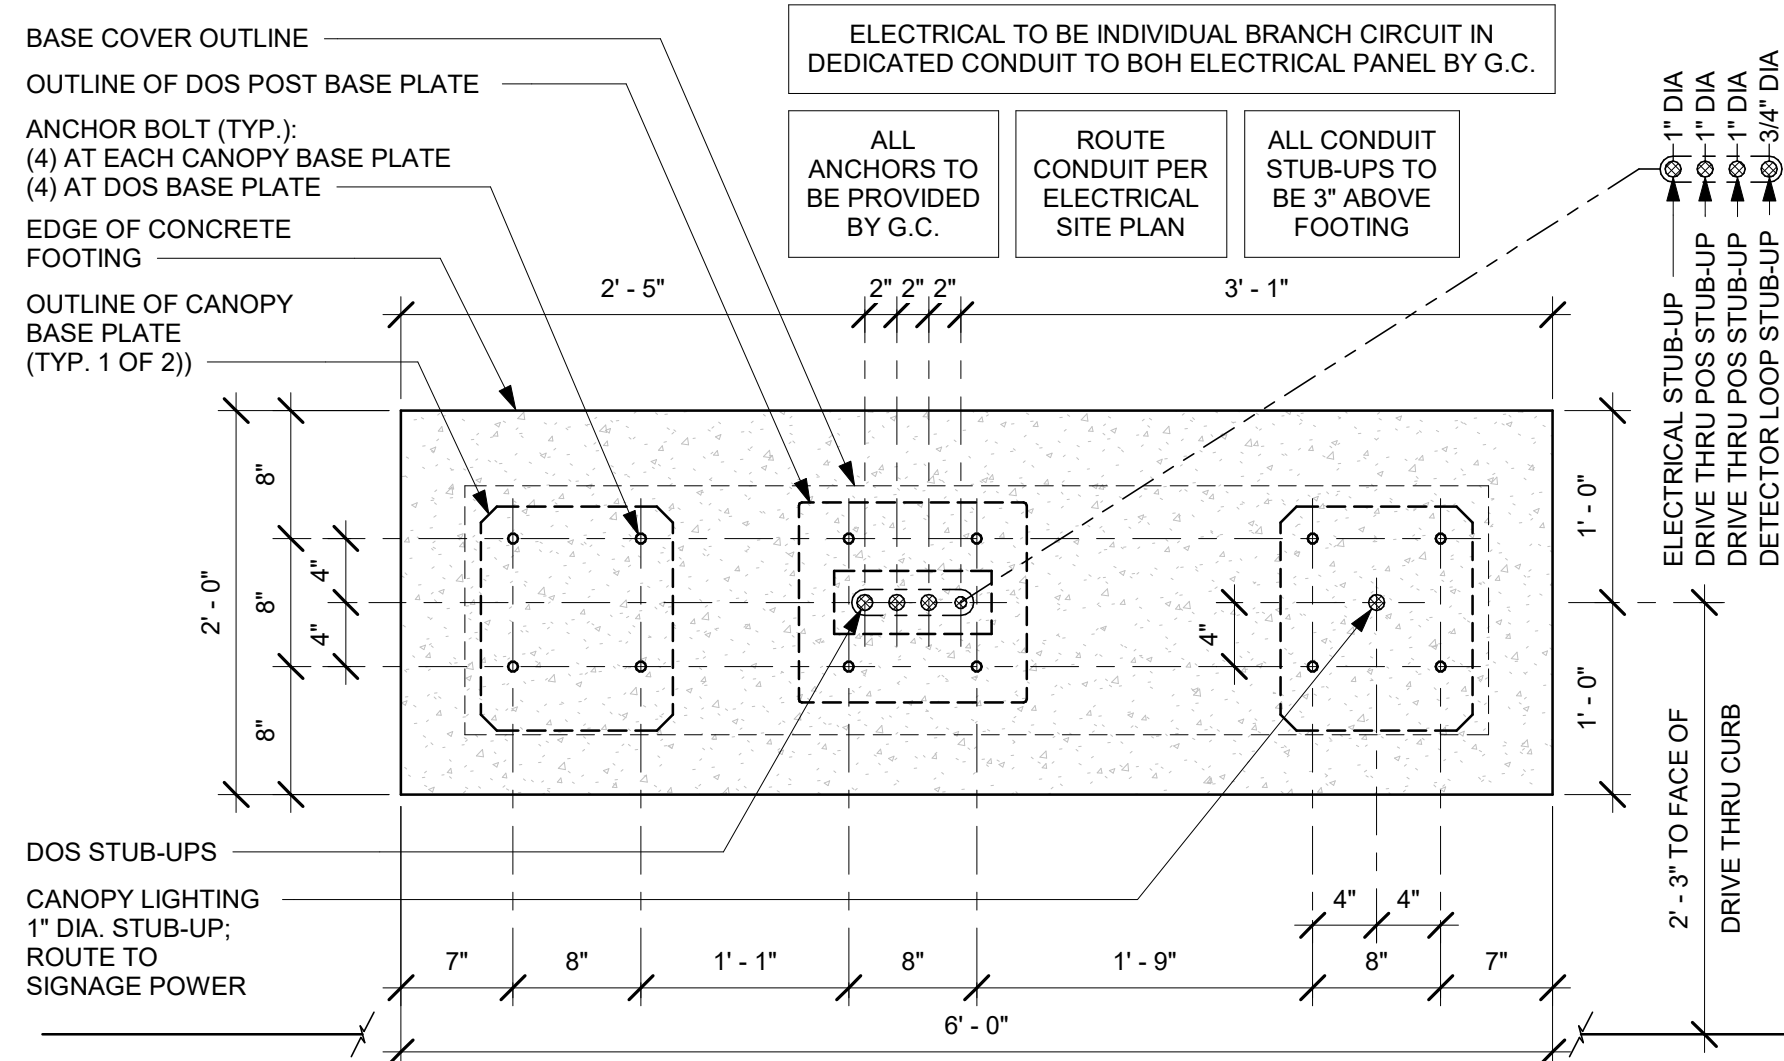 BASE COVER OUTLINE
OUTLINE OF DOS POST BASE PLATE
ANCHOR BOLT (TYP.):
(4) AT EACH CANOPY BASE PLATE
(4) AT DOS BASE PLATE
EDGE OF CONCRETE
FOOTING
OUTLINE OF CANOPY
BASE PLATE
(TYP. 1 OF 2))
ELECTRICAL TO BE INDIVIDUAL BRANCH CIRCUIT IN
DEDICATED CONDUIT TO BOH ELECTRICAL PANEL BY G.C.
ALL
ANCHORS TO
BE PROVIDED
BY G.C.
ROUTE
CONDUIT PER
ELECTRICAL
SITE PLAN
ALL CONDUIT
STUB-UPS TO
BE 3" ABOVE
FOOTING
1" DIA
1" DIA
1" DIA
3/4" DIA
ELECTRICAL STUB-UP
DRIVE THRU POS STUB-UP
DRIVE THRU POS STUB-UP
DETECTOR LOOP STUB-UP
2' - 5"
2"
2"
2"
3' - 1"
2' - 0"
8"
8"
8"
4"
4"
4"
1' - 0"
1' - 0"
2' - 3" TO FACE OF
DRIVE THRU CURB
DOS STUB-UPS
CANOPY LIGHTING
1" DIA. STUB-UP;
ROUTE TO
SIGNAGE POWER
4"
4"
7"
8"
1' - 1"
8"
1' - 9"
8"
7"
6' - 0"